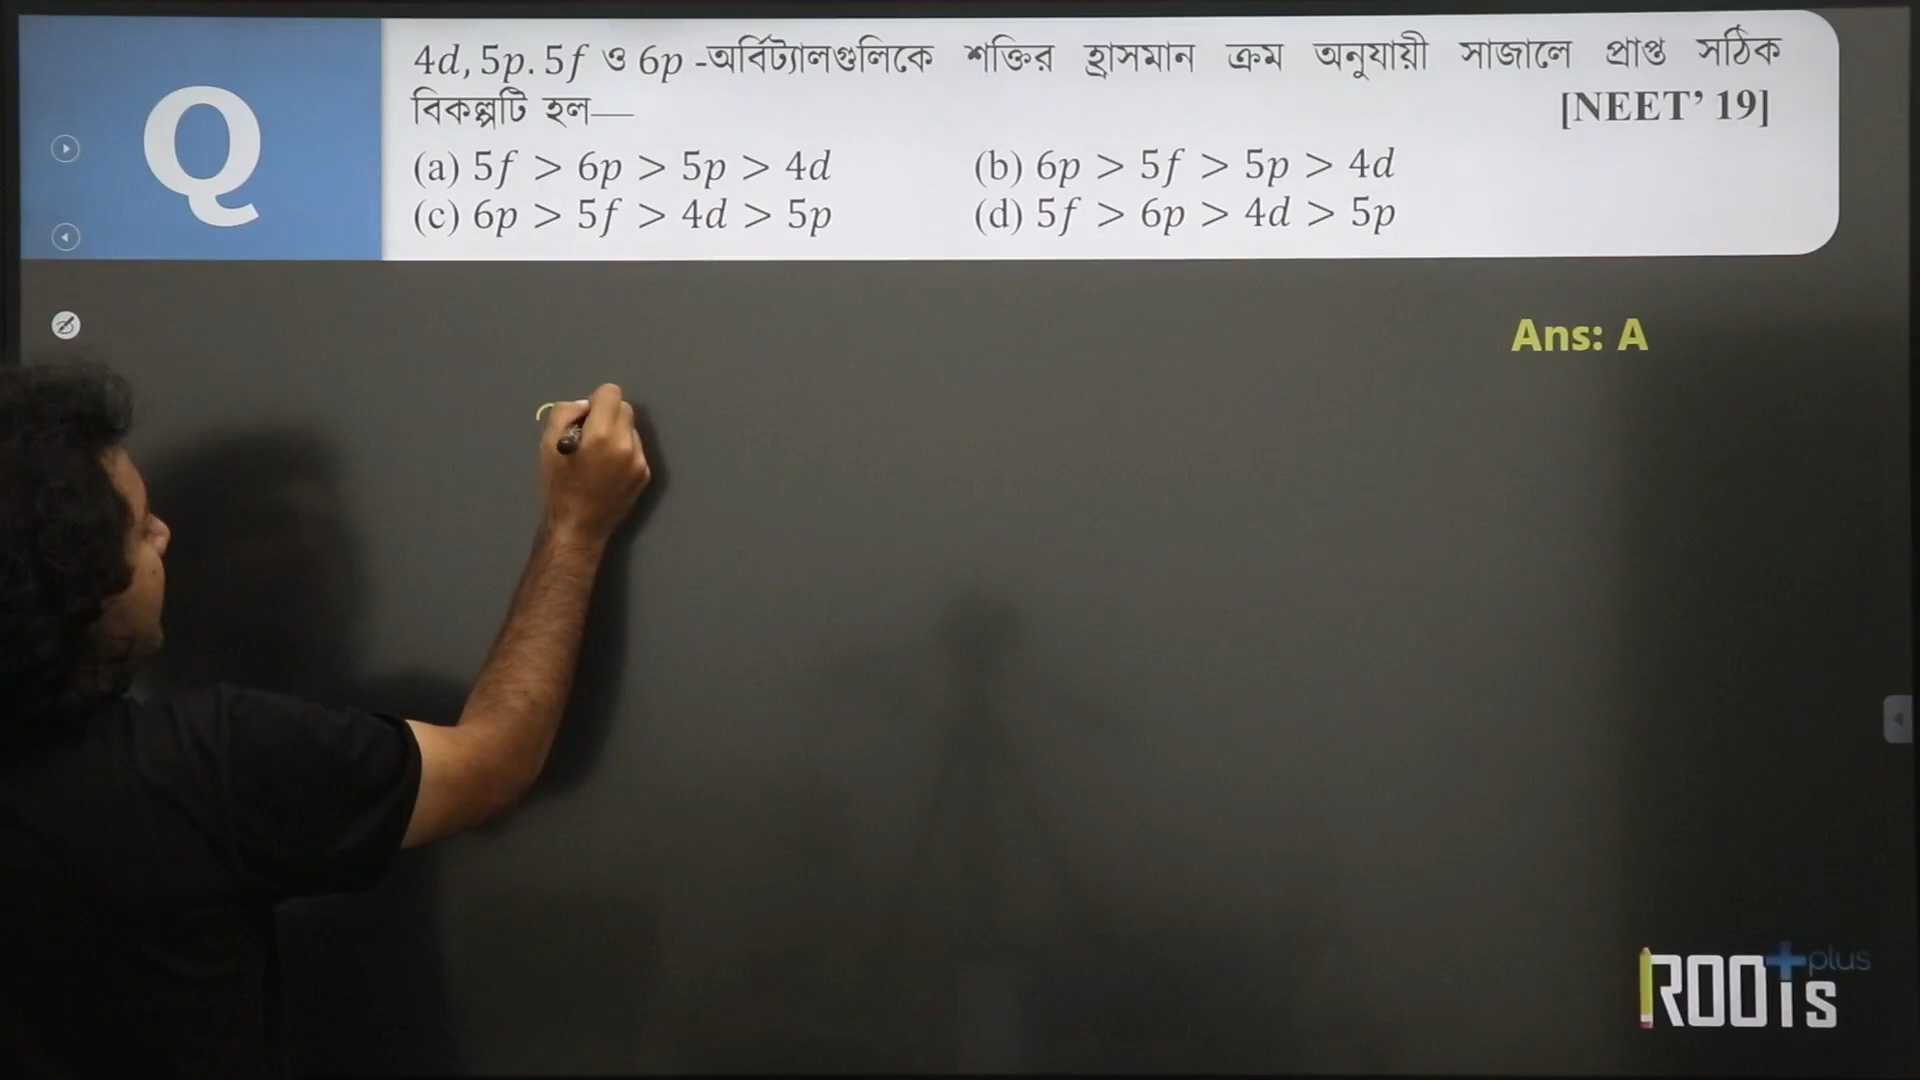 Q
4d, 5p. 5f ও 6p -অর্বিট্যালগুলিকে শক্তির হ্রাসমান ক্রম অনুযায়ী সাজালে প্রাপ্ত সঠিক
বিকল্পটি হল— [NEET’ 19]
(a) 5f > 6p > 5p > 4d (b) 6p > 5f > 5p > 4d
(c) 6p > 5f > 4d > 5p (d) 5f > 6p > 4d > 5p
Ans: A
ROOTS plus